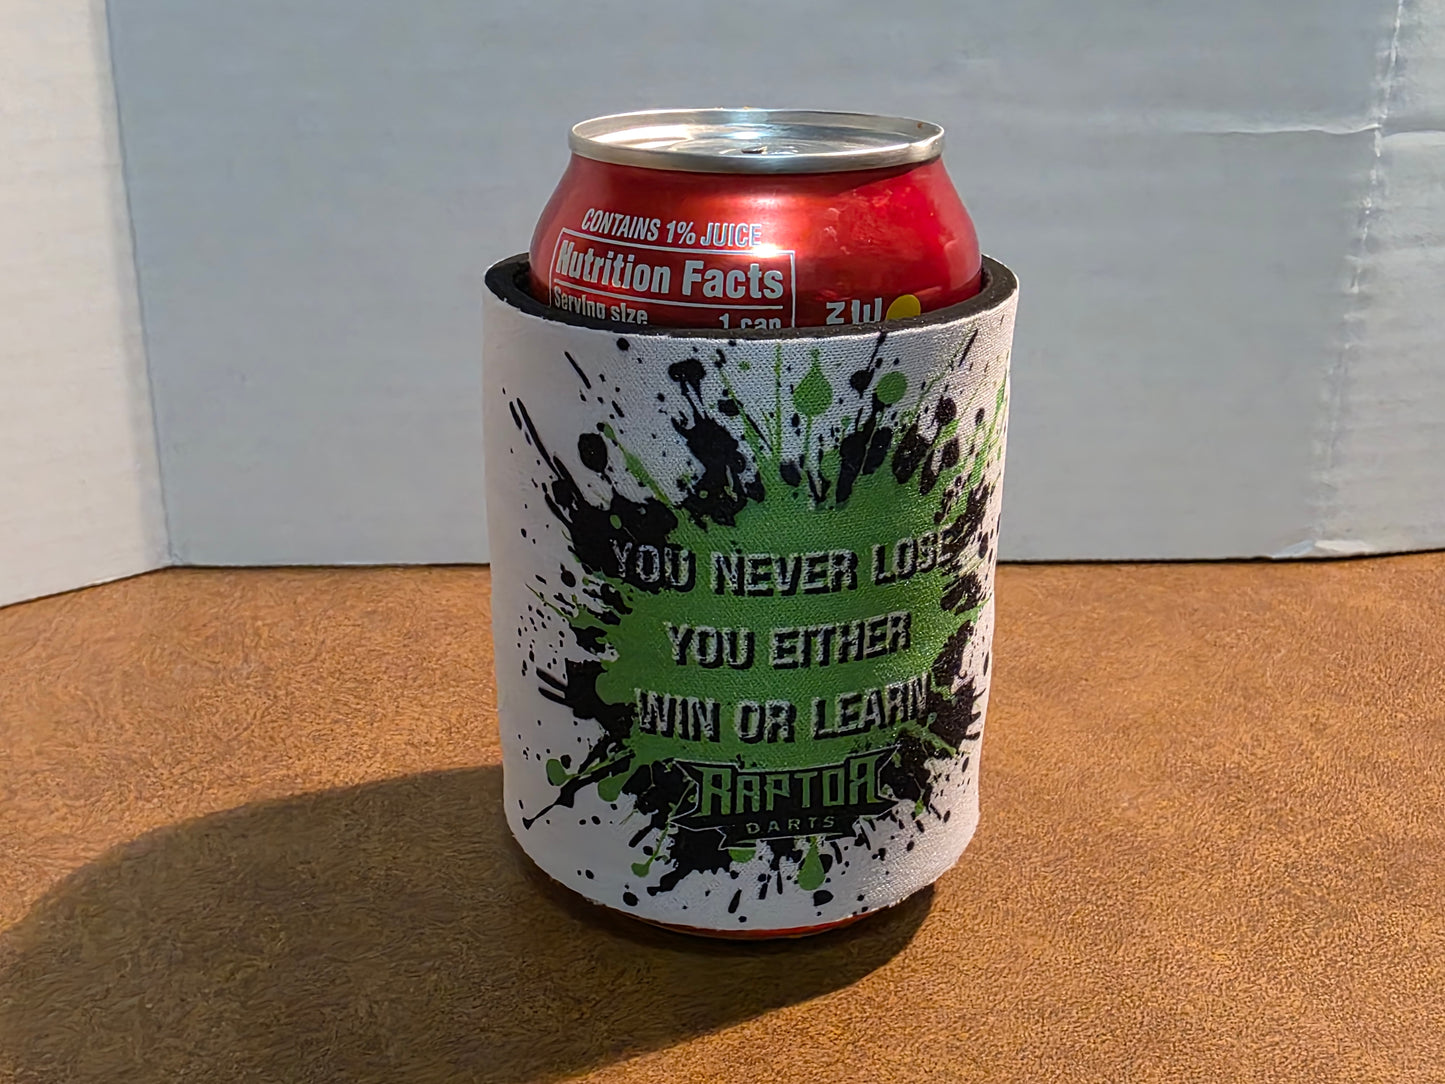 CONTAINS 1% JUICE
Nutrition Facts
Serving size 1 can
YOU NEVER LOSE
YOU EITHER
WIN OR LEARN
RAPTOR
DARTS